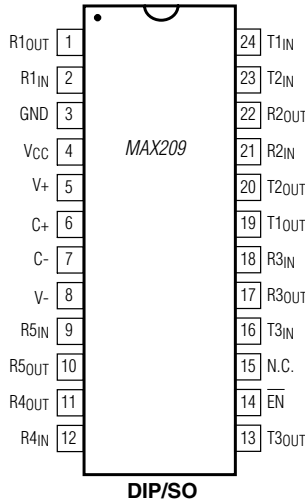 R1OUT 1 24 T1IN
R1IN 2 23 T2IN
GND 3 22 R2OUT
VCC 4 MAX209 21 R2IN
V+ 5 20 T2OUT
C+ 6 19 T1OUT
C- 7 18 R3IN
V- 8 17 R3OUT
R5IN 9 16 T3IN
R5OUT 10 15 N.C.
R4OUT 11 14 E̅N̅
R4IN 12 13 T3OUT
DIP/SO